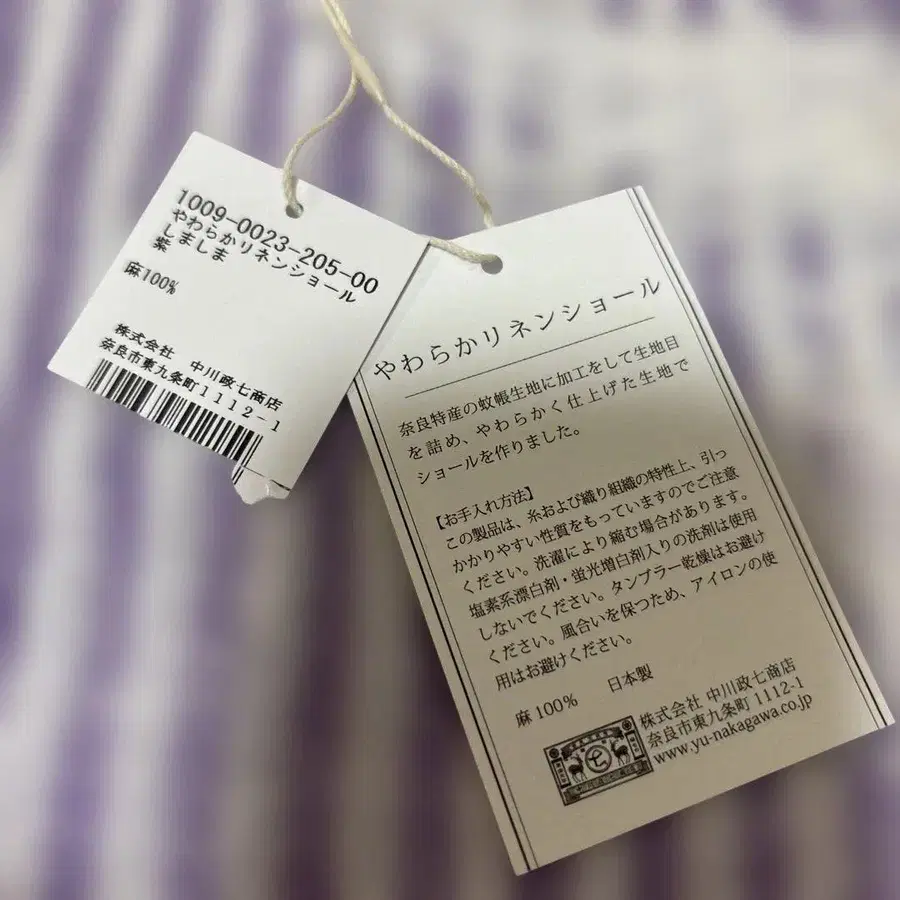 1009-0023-205-00
やわらかリネンショール
しましま
紫
麻100%
株式会社 中川政七商店
奈良市東九条町1112-1
やわらかリネンショール
奈良特産の蚊帳生地に加工をして生地目
を詰め、やわらかく仕上げた生地で
ショールを作りました。
【お手入れ方法】
この製品は、糸および織り組織の特性上、引っ
かかりやすい性質をもっていますのでご注意
ください。洗濯により縮む場合があります。
塩素系漂白剤・蛍光増白剤入りの洗剤は使用
しないでください。タンブラー乾燥はお避け
ください。風合いを保つため、アイロンの使
用はお避けください。
麻100% 日本製
株式会社 中川政七商店
奈良市東九条町 1112-1
www.yu-nakagawa.co.jp
七